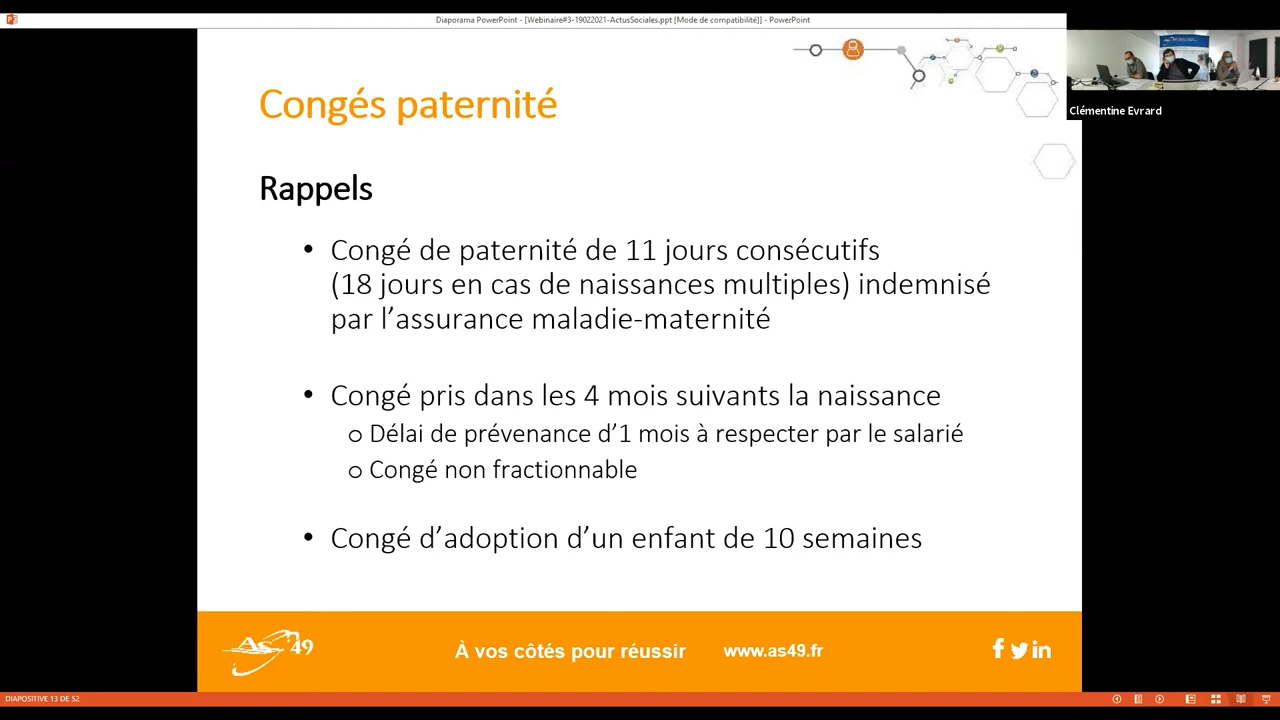 Diaporama PowerPoint - [Webinaire#3-19022021-ActusSociales.ppt [Mode de compatibilité]] - PowerPoint
Clémentine Evrard
Congés paternité
Rappels
• Congé de paternité de 11 jours consécutifs
(18 jours en cas de naissances multiples) indemnisé
par l’assurance maladie-maternité
• Congé pris dans les 4 mois suivants la naissance
o Délai de prévenance d’1 mois à respecter par le salarié
o Congé non fractionnable
• Congé d’adoption d’un enfant de 10 semaines
As 49
À vos côtés pour réussir
www.as49.fr
DIAPOSITIVE 13 DE 52